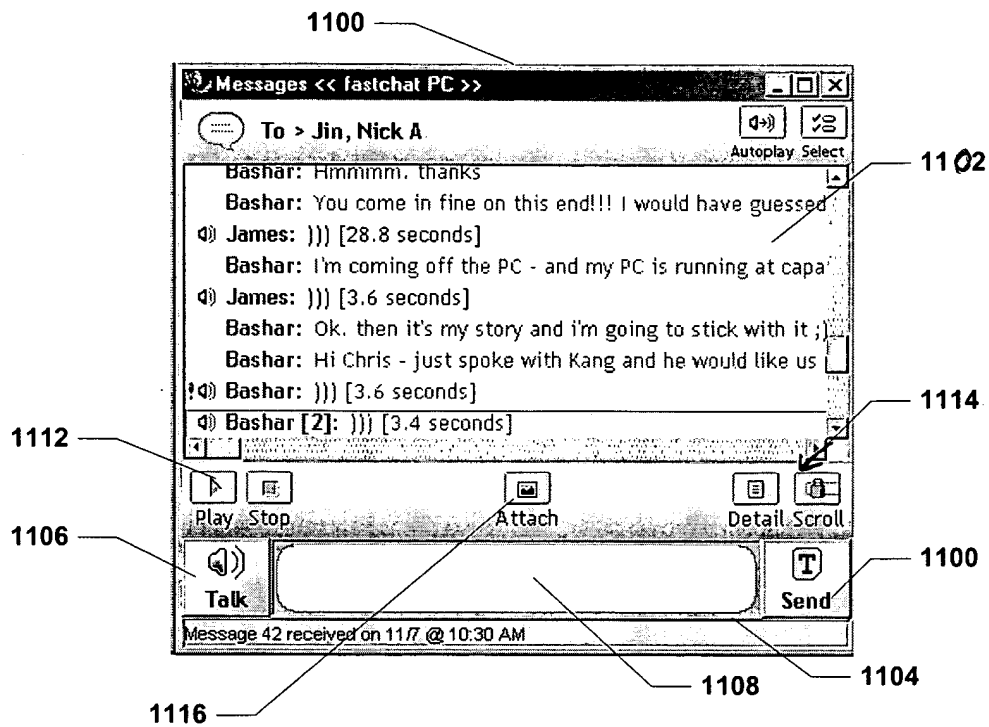 1100
Messages << fastchat PC >>
To > Jin, Nick A
Autoplay Select
1102
Bashar: Hmmmm. thanks
Bashar: You come in fine on this end!!! I would have guessed
James: ))) [28.8 seconds]
Bashar: I'm coming off the PC - and my PC is running at capa
James: ))) [3.6 seconds]
Bashar: Ok. then it's my story and i'm going to stick with it ;)
Bashar: Hi Chris - just spoke with Kang and he would like us
! Bashar: ))) [3.6 seconds]
1114
Bashar [2]: ))) [3.4 seconds]
1112
Play Stop Attach Detail Scroll
1106
T
1100
Talk Send
Message 42 received on 11/7 @ 10:30 AM
1108
1104
1116